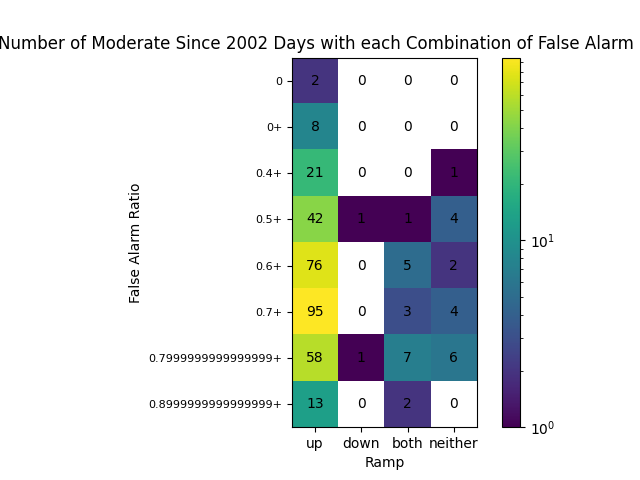 Number of Moderate Since 2002 Days with each Combination of False Alarm
False Alarm Ratio
0 2 0 0 0
0+ 8 0 0 0
0.4+ 21 0 0 1
0.5+ 42 1 1 4
0.6+ 76 0 5 2
0.7+ 95 0 3 4
0.7999999999999999+ 58 1 7 6
0.8999999999999999+ 13 0 2 0
up down both neither
Ramp
10¹
10⁰